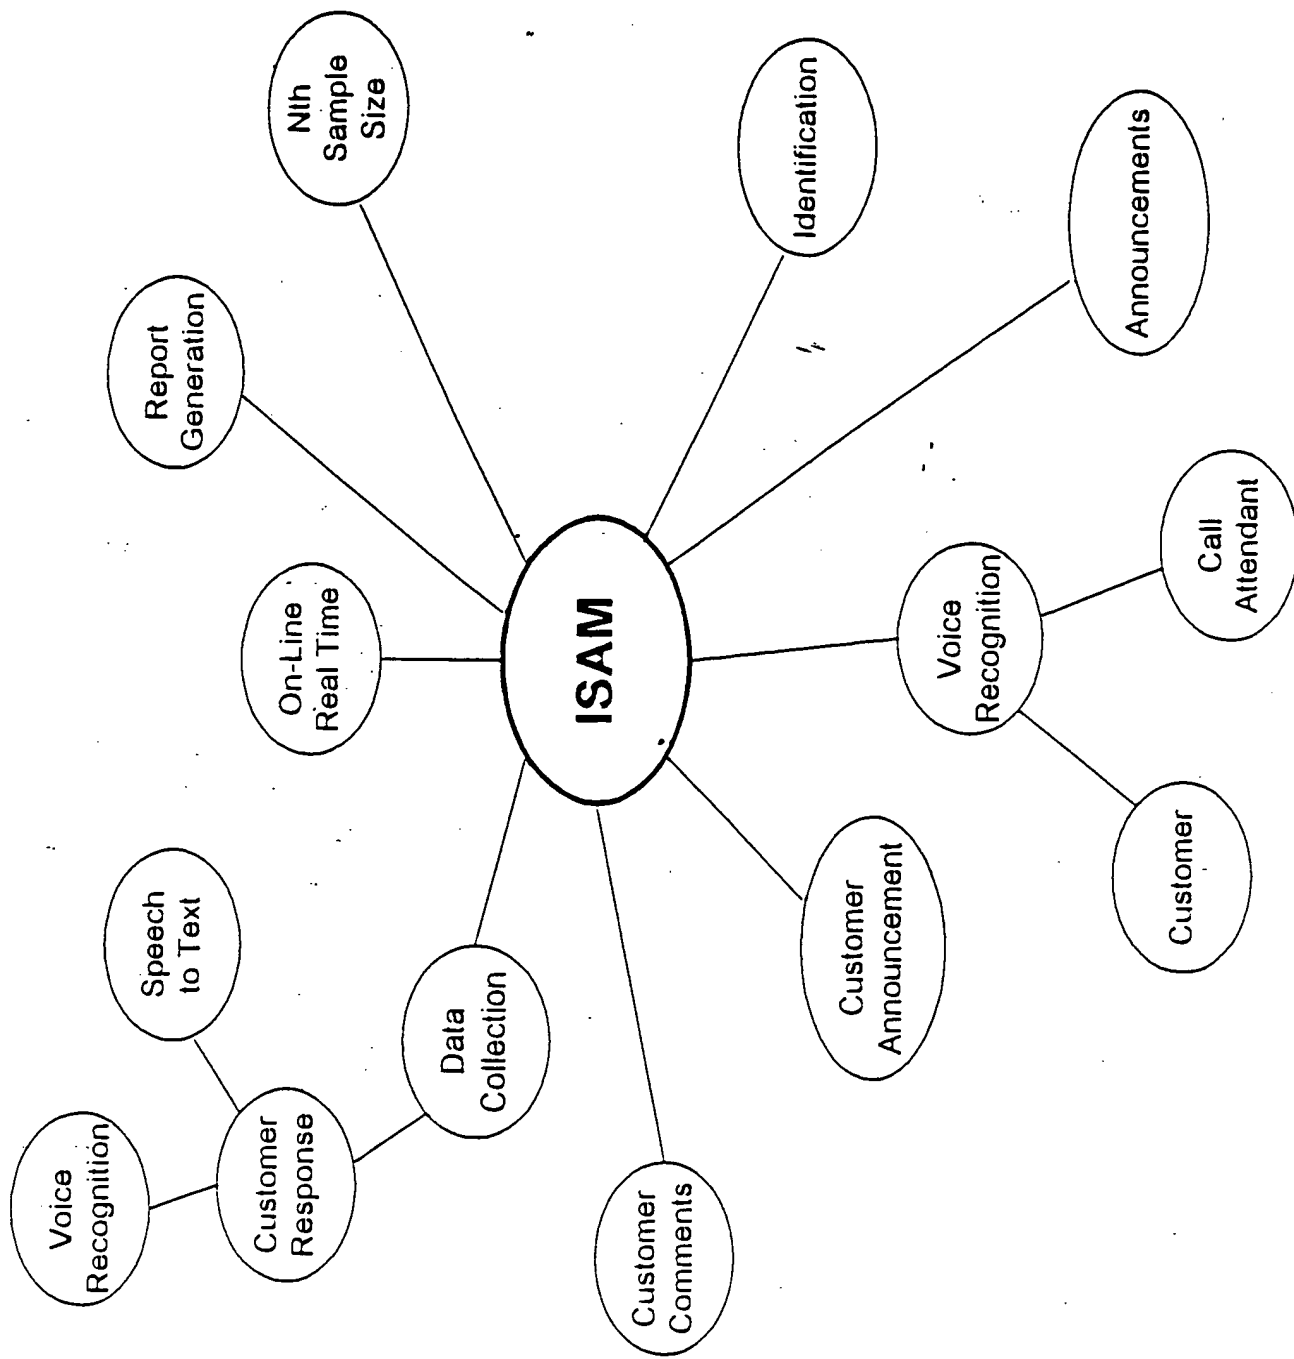 Voice
Recognition
Speech
to Text
Customer
Response
Data
Collection
On-Line
Real Time
Report
Generation
Nth
Sample
Size
Customer
Comments
ISAM
Identification
Customer
Announcement
Voice
Recognition
Announcements
Customer
Call
Attendant